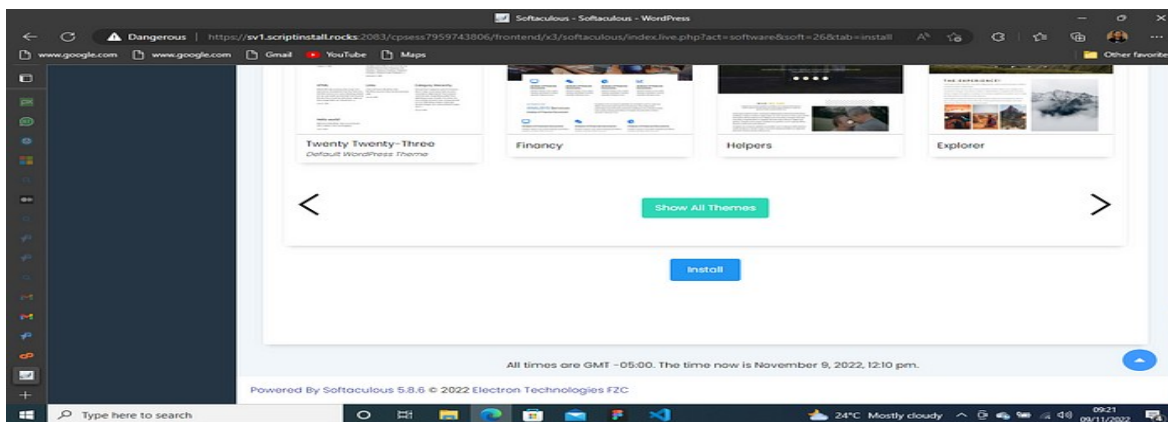 Softaculous - Softaculous - WordPress
Dangerous | https://sv1.scriptinstall.rocks:2083/cpsess7959743806/frontend/x3/softaculous/index.live.php?act=software&soft=26&tab=install
www.google.com www.google.com Gmail YouTube Maps Other favorite
Hello world!
THE EXPERIENCE!
Twenty Twenty-Three
Default WordPress Theme
Financy
Helpers
Explorer
Show All Themes
Install
All times are GMT -05:00. The time now is November 9, 2022, 12:10 pm.
Powered By Softaculous 5.8.6 © 2022 Electron Technologies FZC
Type here to search
24°C Mostly cloudy
09:21
09/11/2022